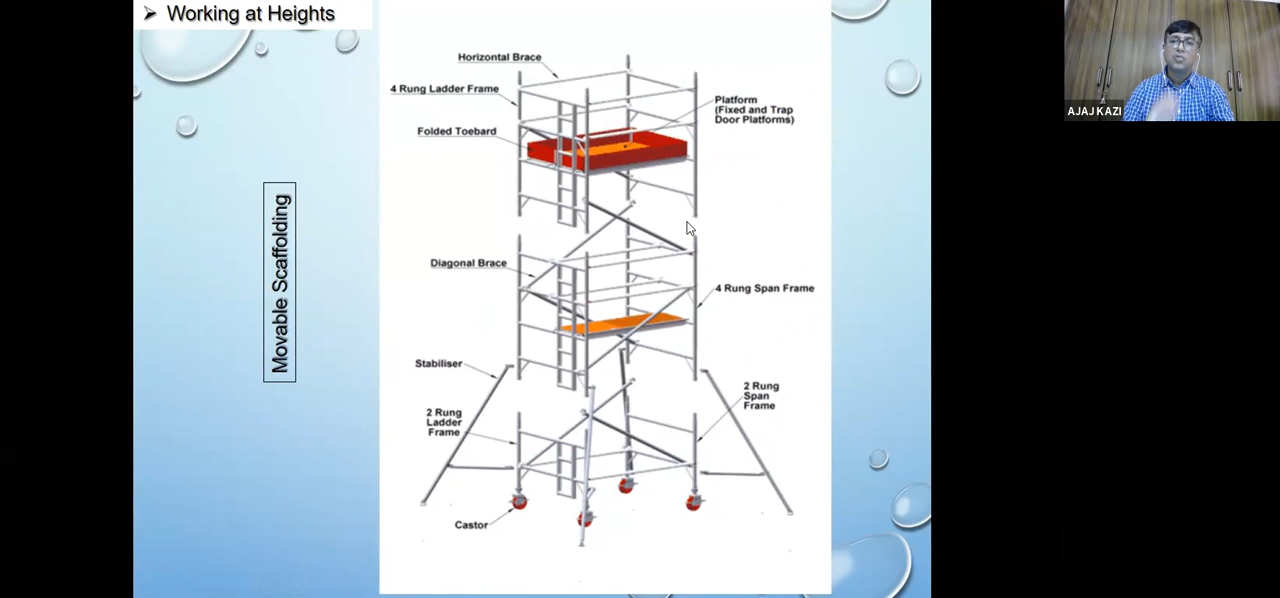 ➢ Working at Heights
AJAJ KAZI
Movable Scaffolding
Horizontal Brace
4 Rung Ladder Frame
Folded Toebard
Platform
(Fixed and Trap
Door Platforms)
Diagonal Brace
4 Rung Span Frame
Stabiliser
2 Rung
Ladder
Frame
2 Rung
Span
Frame
Castor